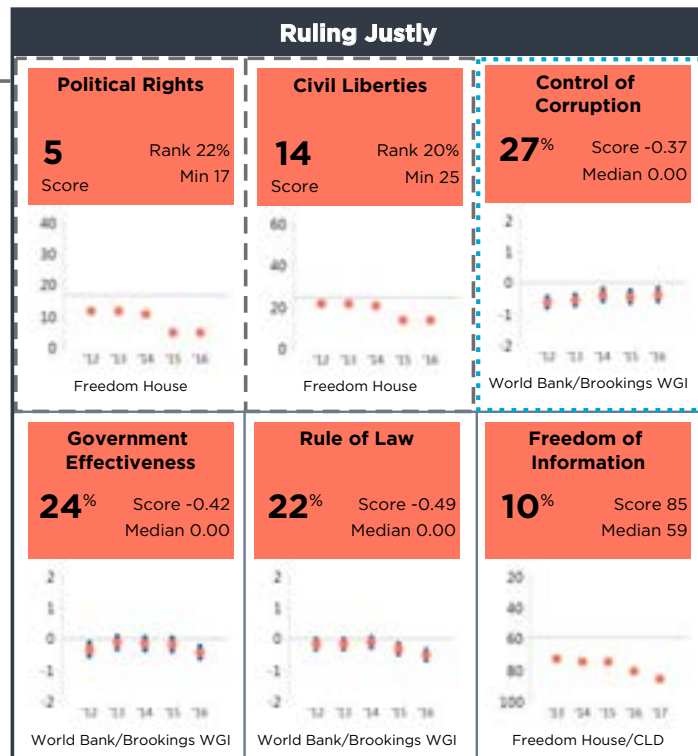 Ruling Justly
Political Rights
5
Score
Rank 22%
Min 17
40
30
20
10
0
'12 '13 '14 '15 '16
Freedom House
Civil Liberties
14
Score
Rank 20%
Min 25
60
40
20
0
'12 '13 '14 '15 '16
Freedom House
Control of
Corruption
27%
Score -0.37
Median 0.00
2
1
0
-1
-2
'12 '13 '14 '15 '16
World Bank/Brookings WGI
Government
Effectiveness
24%
Score -0.42
Median 0.00
2
1
0
-1
-2
'12 '13 '14 '15 '16
World Bank/Brookings WGI
Rule of Law
22%
Score -0.49
Median 0.00
2
1
0
-1
-2
'12 '13 '14 '15 '16
World Bank/Brookings WGI
Freedom of
Information
10%
Score 85
Median 59
20
40
60
80
100
'13 '14 '15 '16 '17
Freedom House/CLD